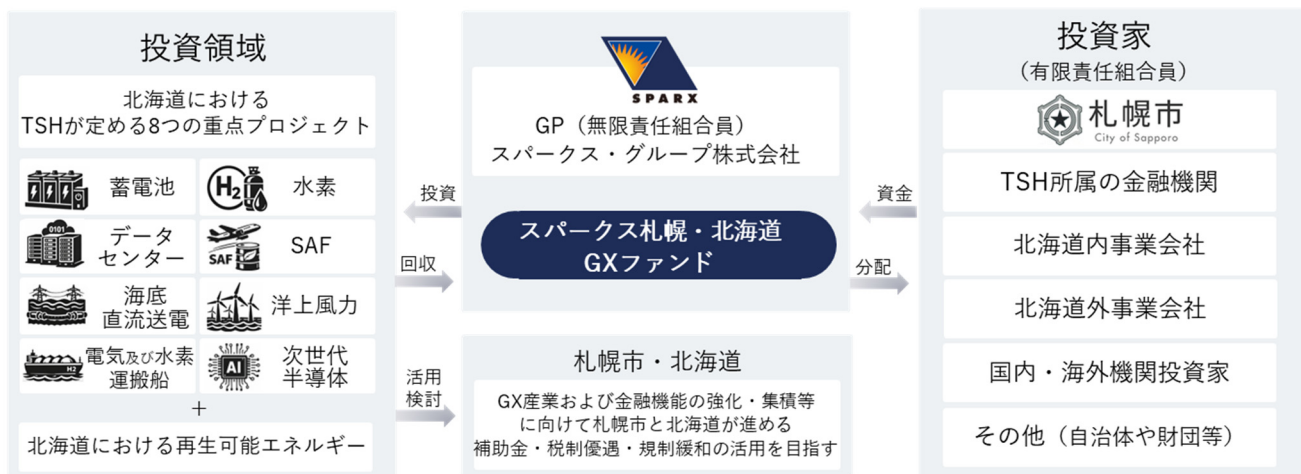 投資領域
北海道における
TSHが定める8つの重点プロジェクト
蓄電池
H2
水素
0101
データ
センター
SAF
SAF
海底
直流送電
洋上風力
H2
電気及び水素
運搬船
AI
次世代
半導体
+
北海道における再生可能エネルギー
投資
回収
活用
検討
SPARX
GP（無限責任組合員）
スパークス・グループ株式会社
スパークス札幌・北海道
GXファンド
札幌市・北海道
GX産業および金融機能の強化・集積等
に向けて札幌市と北海道が進める
補助金・税制優遇・規制緩和の活用を目指す
資金
分配
投資家
（有限責任組合員）
札幌市
City of Sapporo
TSH所属の金融機関
北海道内事業会社
北海道外事業会社
国内・海外機関投資家
その他（自治体や財団等）